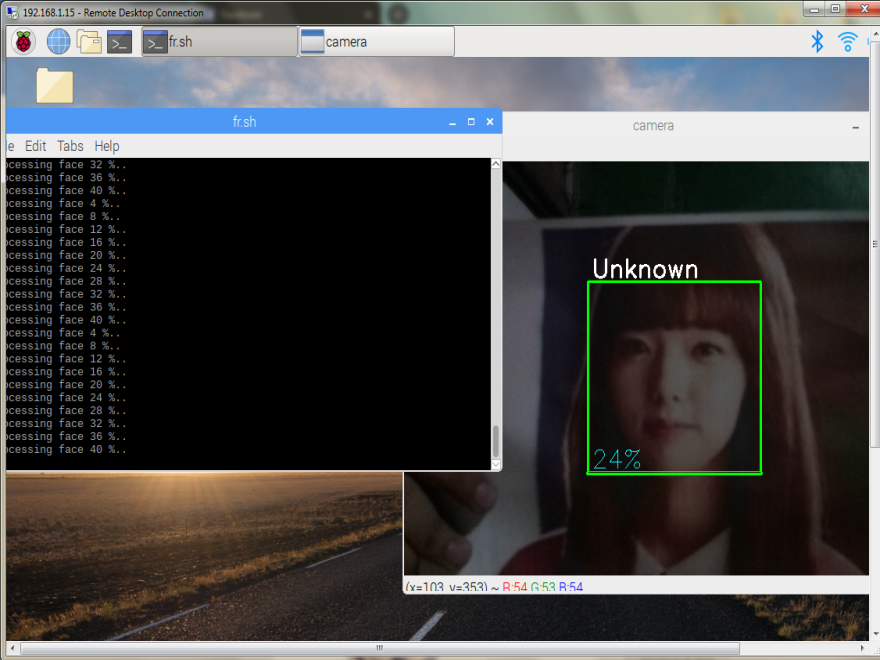 192.168.1.15 - Remote Desktop Connection
fr.sh
camera
fr.sh
camera
e Edit Tabs Help
ocessing face 32 %..
ocessing face 36 %..
ocessing face 40 %..
ocessing face 4 %..
ocessing face 8 %..
ocessing face 12 %..
ocessing face 16 %..
ocessing face 20 %..
ocessing face 24 %..
ocessing face 28 %..
ocessing face 32 %..
ocessing face 36 %..
ocessing face 40 %..
ocessing face 4 %..
ocessing face 8 %..
ocessing face 12 %..
ocessing face 16 %..
ocessing face 20 %..
ocessing face 24 %..
ocessing face 28 %..
ocessing face 32 %..
ocessing face 36 %..
ocessing face 40 %..
Unknown
24%
(x=103, y=353) ~ R:54 G:53 B:54